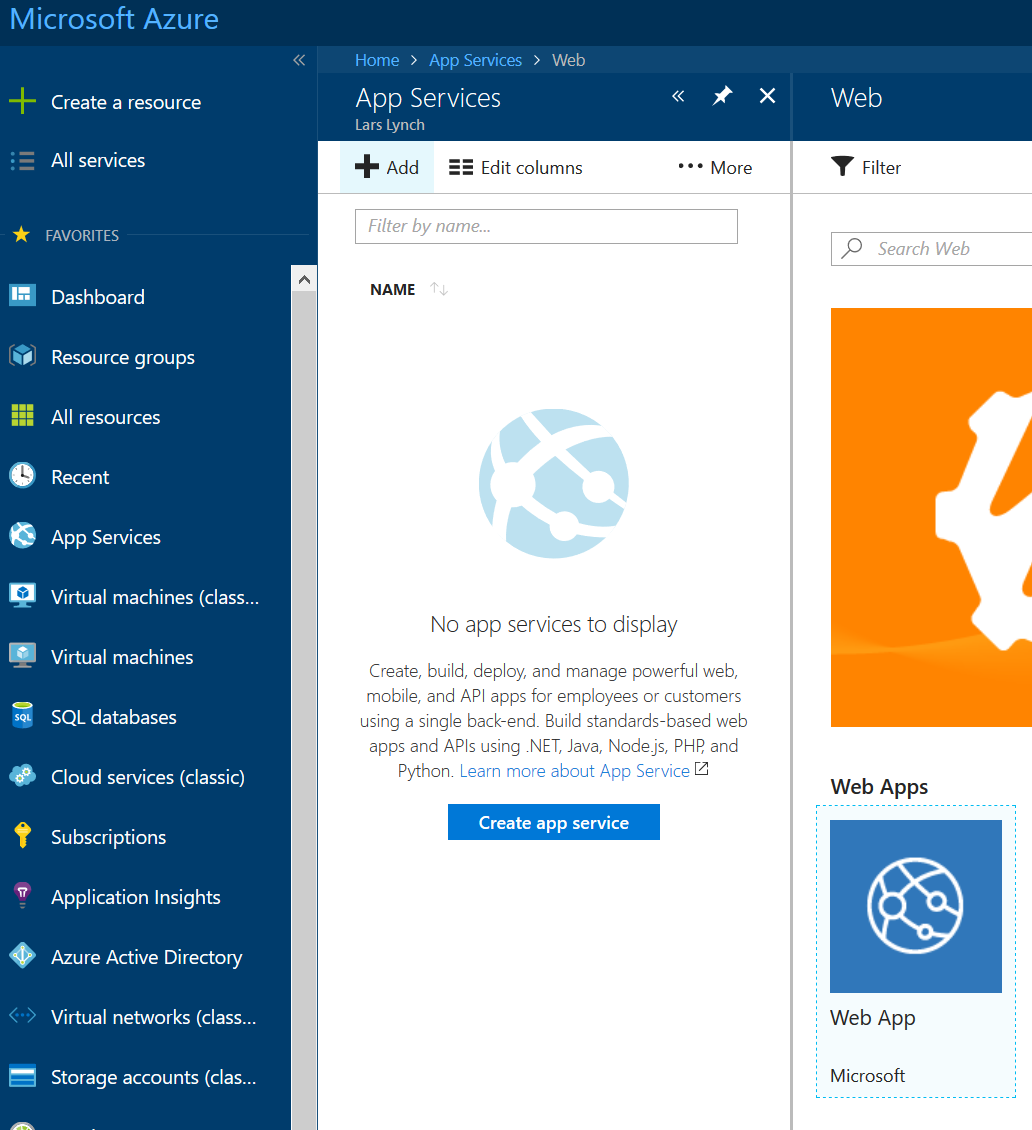 Microsoft Azure
Create a resource
All services
FAVORITES
Dashboard
Resource groups
All resources
Recent
App Services
Virtual machines (class...
Virtual machines
SQL databases
Cloud services (classic)
Subscriptions
Application Insights
Azure Active Directory
Virtual networks (class...
Storage accounts (clas...
Home > App Services > Web
App Services
Lars Lynch
Add Edit columns ••• More
Filter by name...
NAME
No app services to display
Create, build, deploy, and manage powerful web,
mobile, and API apps for employees or customers
using a single back-end. Build standards-based web
apps and APIs using .NET, Java, Node.js, PHP, and
Python. Learn more about App Service
Create app service
Web
Filter
Search Web
Web Apps
Web App
Microsoft